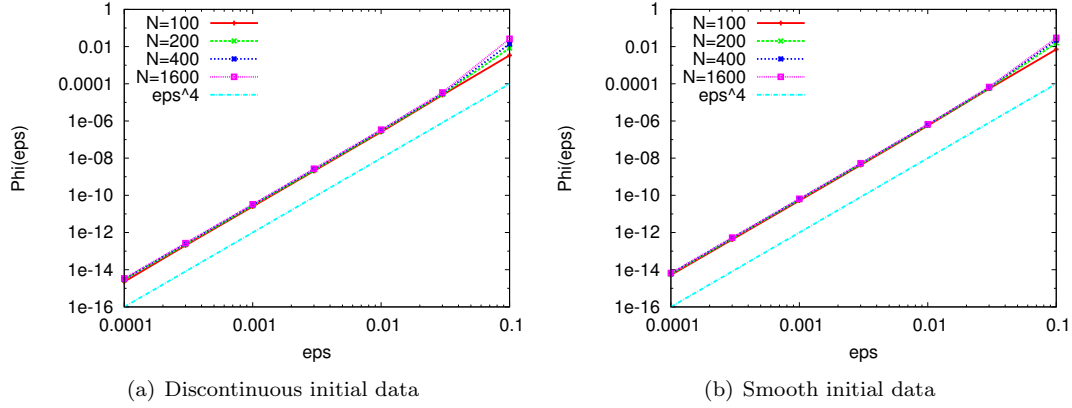 1
0.01
0.0001
1e-06
1e-08
1e-10
1e-12
1e-14
1e-16
Phi(eps)
N=100
N=200
N=400
N=1600
eps^4
0.0001 0.001 0.01 0.1
eps
(a) Discontinuous initial data
1
0.01
0.0001
1e-06
1e-08
1e-10
1e-12
1e-14
1e-16
Phi(eps)
N=100
N=200
N=400
N=1600
eps^4
0.0001 0.001 0.01 0.1
eps
(b) Smooth initial data